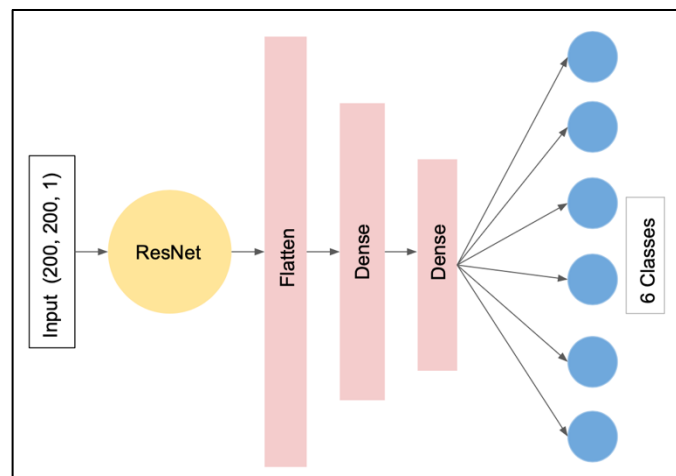 Input (200, 200, 1)
ResNet
Flatten
Dense
Dense
6 Classes